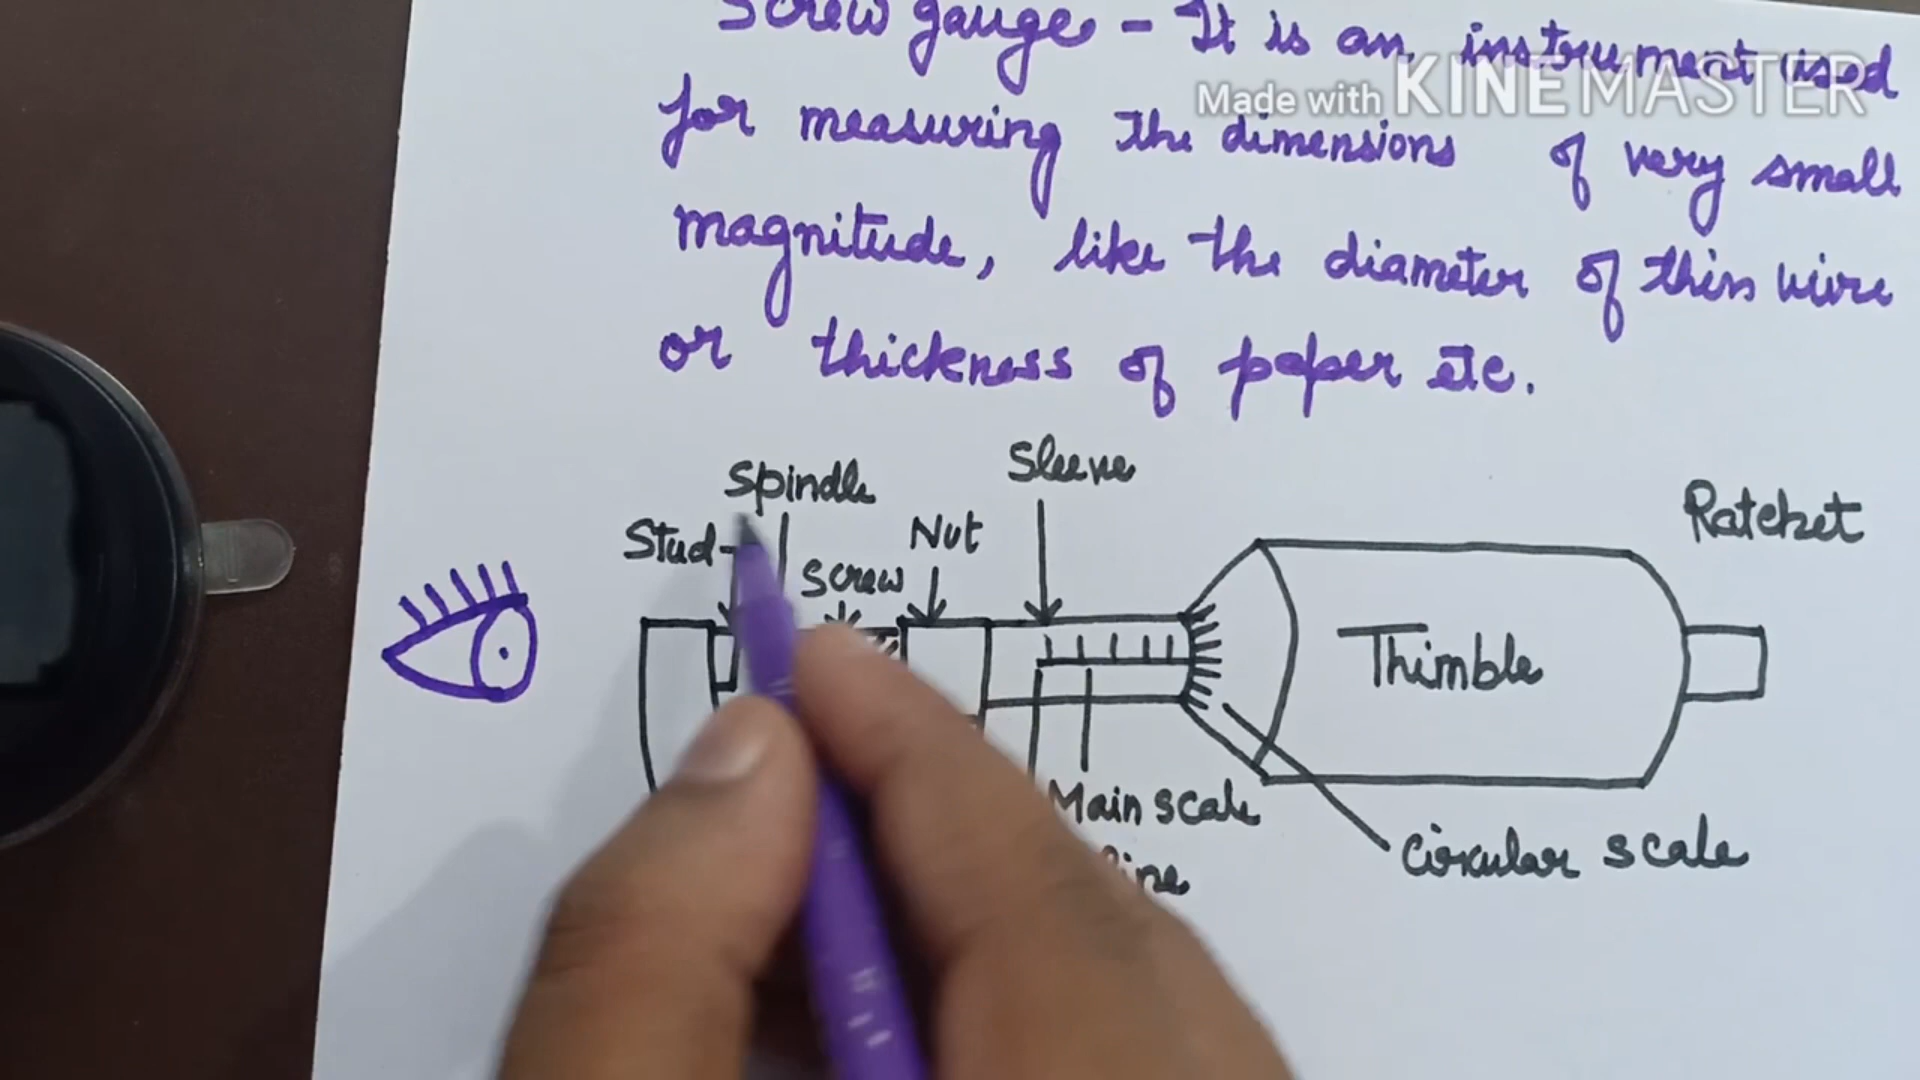 Screw gauge - It is an instrument used
Made with KINEMASTER
for measuring the dimensions of very small
magnitude, like the diameter of thin wire
or thickness of paper etc.
Sleeve
Spindle
Ratchet
Stud
Nut
Screw
Thimble
Main scale
Circular scale
line